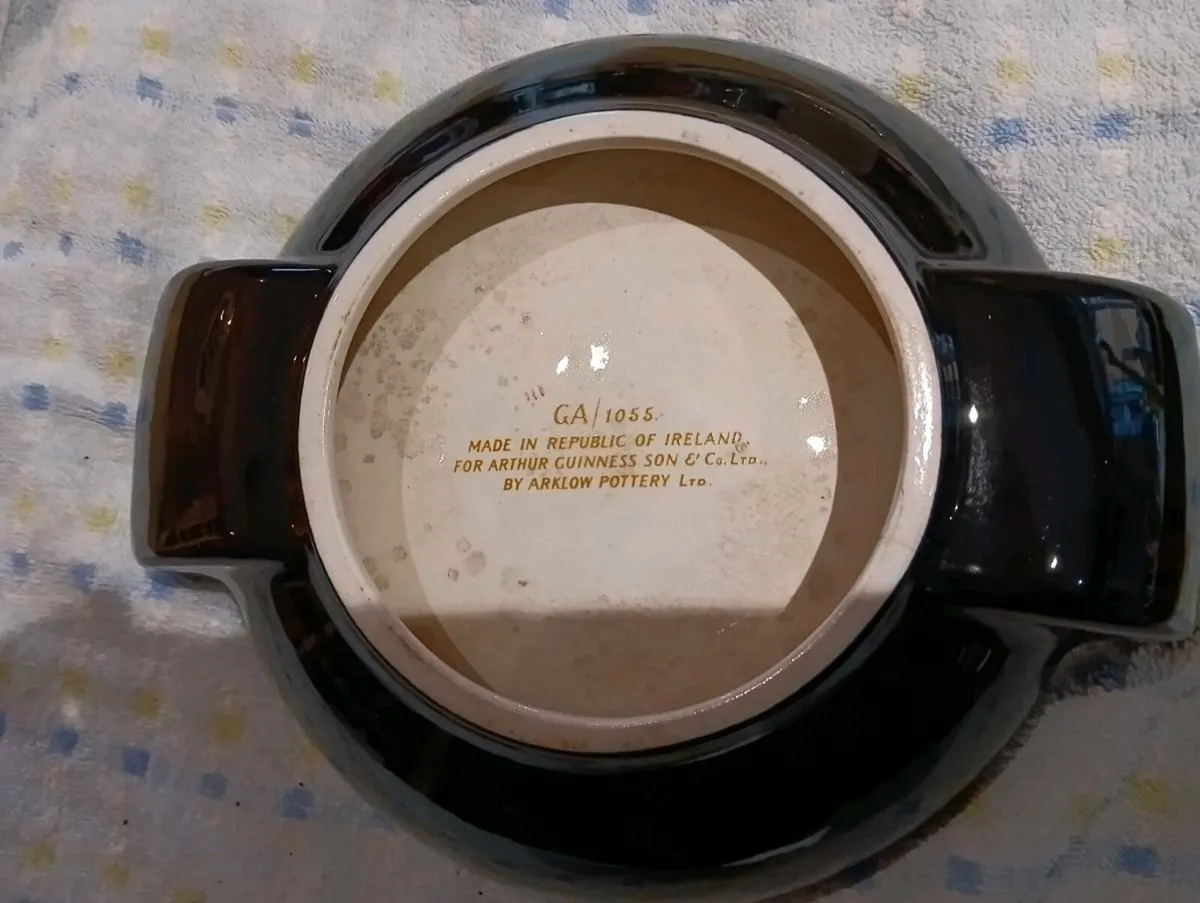 GA/1055.
MADE IN REPUBLIC OF IRELAND.
FOR ARTHUR GUINNESS SON & Co. LTD.,
BY ARKLOW POTTERY LTD.